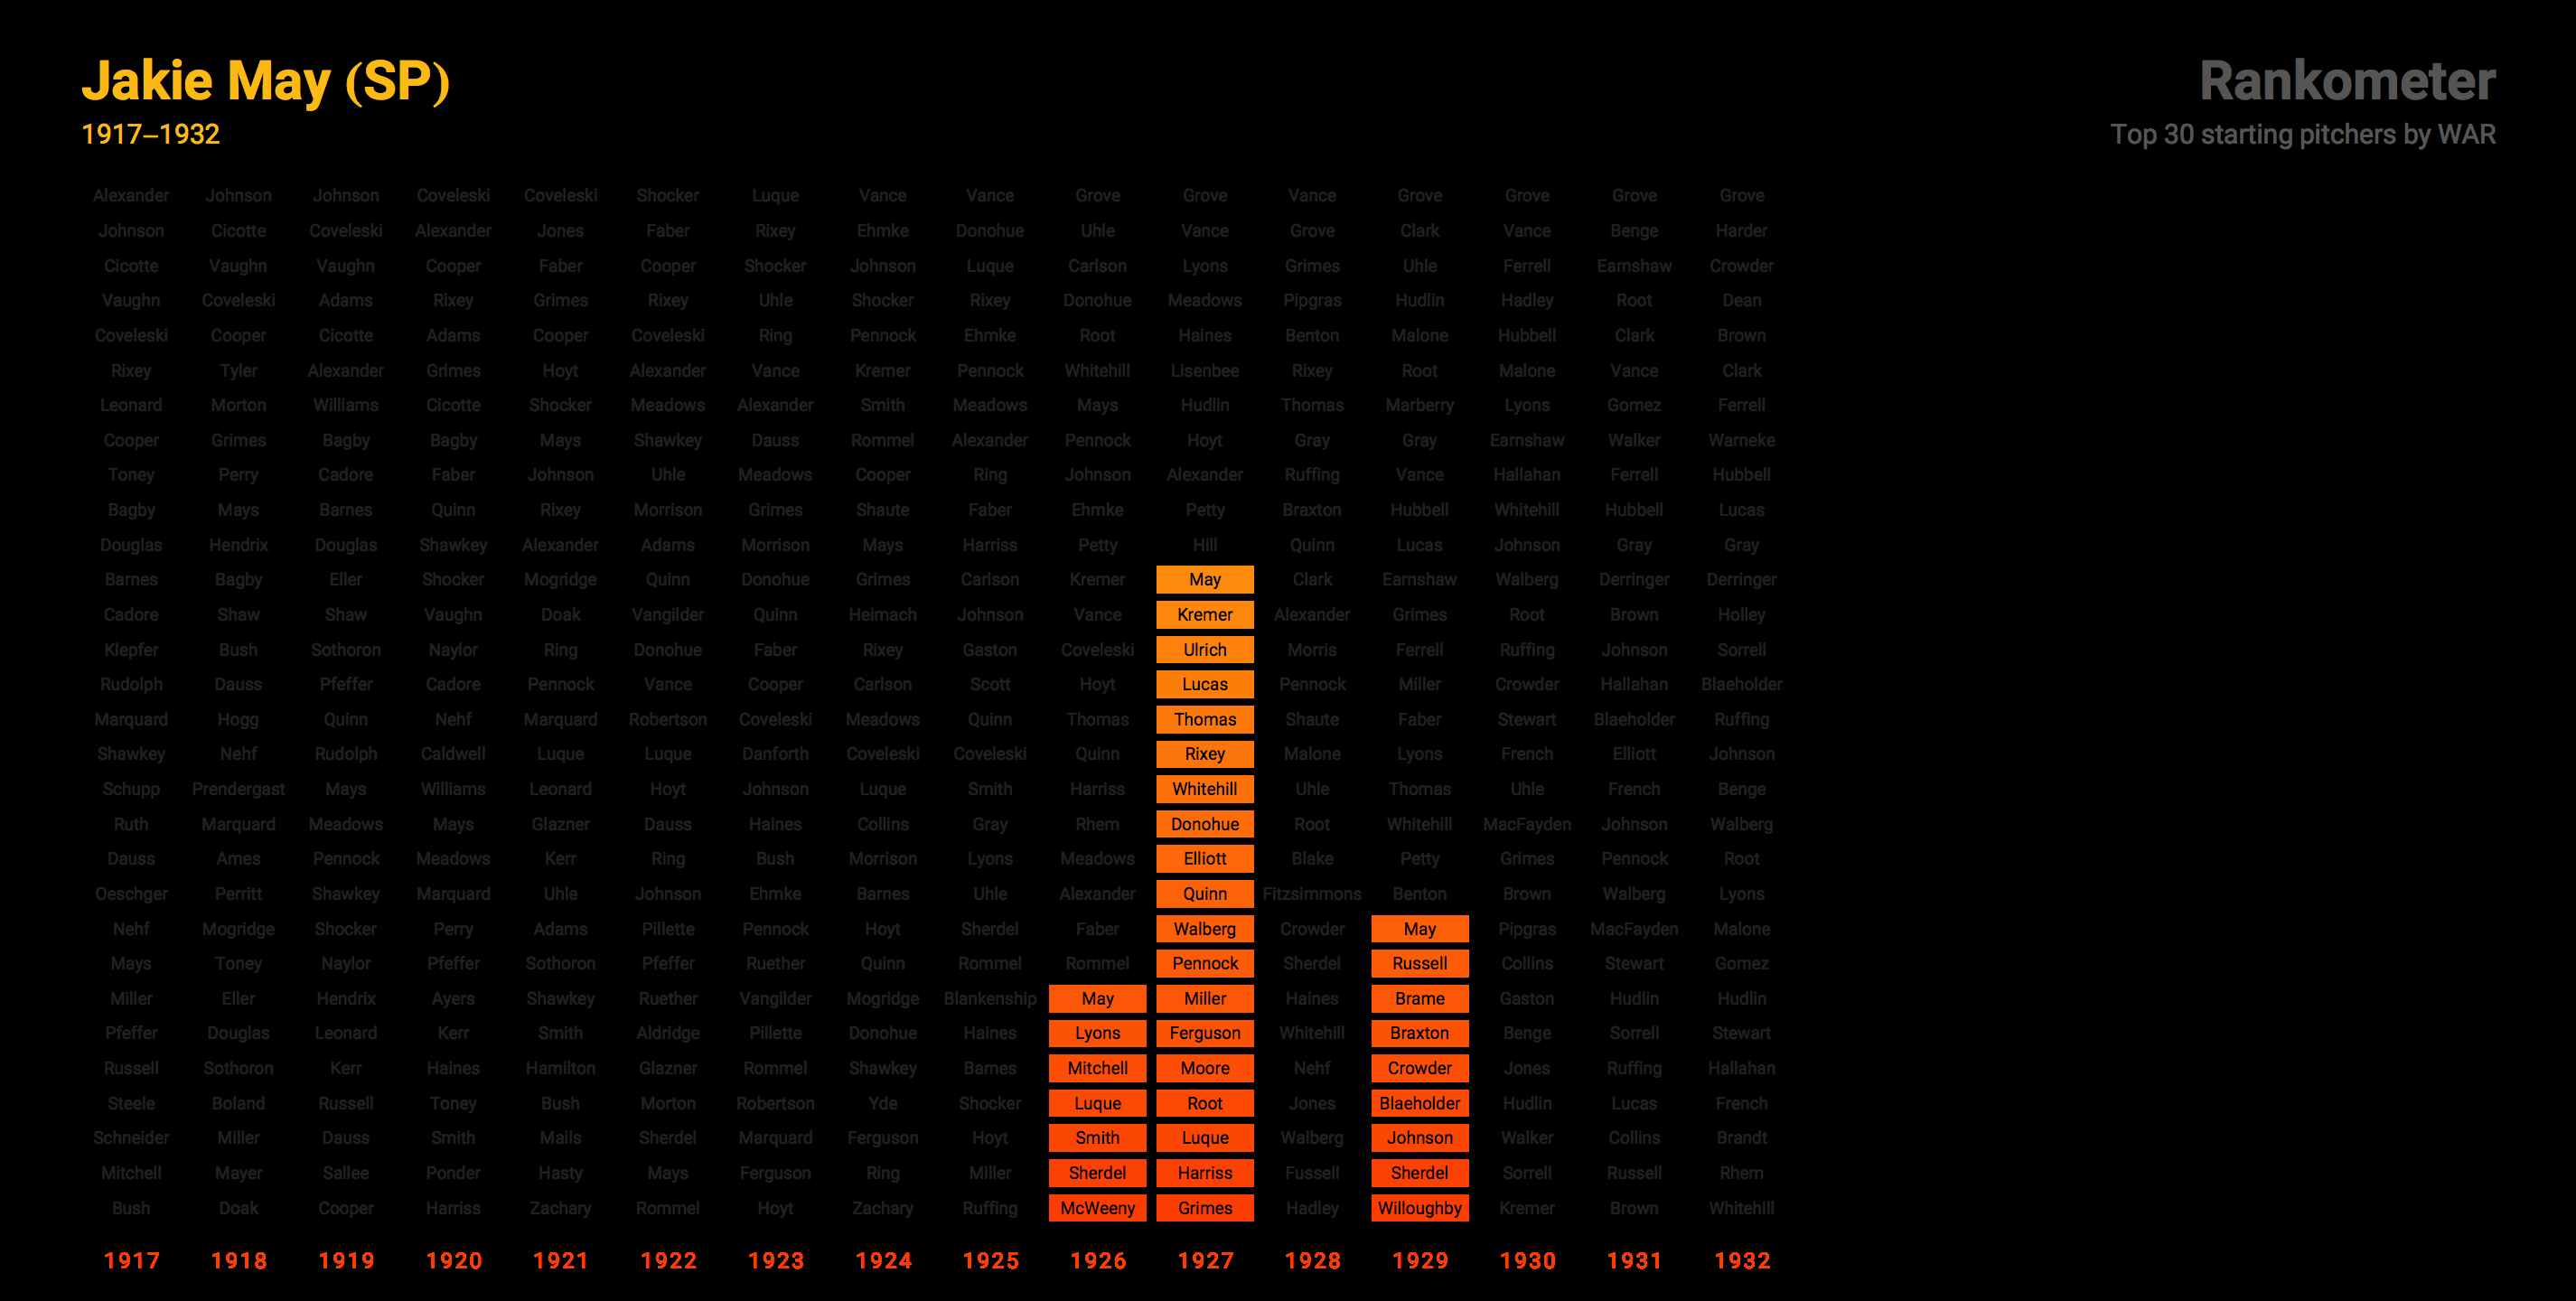 Jakie May (SP)
1917–1932
Rankometer
Top 30 starting pitchers by WAR
Alexander Johnson Johnson Coveleski Coveleski Shocker Luque Vance Vance Grove Grove Vance Grove Grove Grove Grove
Johnson Cicotte Coveleski Alexander Jones Faber Rixey Ehmke Donohue Uhle Vance Grove Clark Vance Benge Harder
Cicotte Vaughn Vaughn Cooper Faber Cooper Shocker Johnson Luque Carlson Lyons Grimes Uhle Ferrell Earnshaw Crowder
Vaughn Coveleski Adams Rixey Grimes Rixey Uhle Shocker Rixey Donohue Meadows Pipgras Hudlin Hadley Root Dean
Coveleski Cooper Cicotte Adams Cooper Coveleski Ring Pennock Ehmke Root Haines Benton Malone Hubbell Clark Brown
Rixey Tyler Alexander Grimes Hoyt Alexander Vance Kremer Pennock Whitehill Lisenbee Rixey Root Malone Vance Clark
Leonard Morton Williams Cicotte Shocker Meadows Alexander Smith Meadows Mays Hudlin Thomas Marberry Lyons Gomez Ferrell
Cooper Grimes Bagby Bagby Mays Shawkey Dauss Rommel Alexander Pennock Hoyt Gray Gray Earnshaw Walker Warneke
Toney Perry Cadore Faber Johnson Uhle Meadows Cooper Ring Johnson Alexander Ruffing Vance Hallahan Ferrell Hubbell
Bagby Mays Barnes Quinn Rixey Morrison Grimes Shaute Faber Ehmke Petty Braxton Hubbell Whitehill Hubbell Lucas
Douglas Hendrix Douglas Shawkey Alexander Adams Morrison Mays Harriss Petty Hill Quinn Lucas Johnson Gray Gray
Barnes Bagby Eller Shocker Mogridge Quinn Donohue Grimes Carlson Kremer May Clark Earnshaw Walberg Derringer Derringer
Cadore Shaw Shaw Vaughn Doak Vangilder Quinn Heimach Johnson Vance Kremer Alexander Grimes Root Brown Holley
Klepfer Bush Sothoron Naylor Ring Donohue Faber Rixey Gaston Coveleski Ulrich Morris Ferrell Ruffing Johnson Sorrell
Rudolph Dauss Pfeffer Cadore Pennock Vance Cooper Carlson Scott Hoyt Lucas Pennock Miller Crowder Hallahan Blaeholder
Marquard Hogg Quinn Nehf Marquard Robertson Coveleski Meadows Quinn Thomas Thomas Shaute Faber Stewart Blaeholder Ruffing
Shawkey Nehf Rudolph Caldwell Luque Luque Danforth Coveleski Coveleski Quinn Rixey Malone Lyons French Elliott Johnson
Schupp Prendergast Mays Williams Leonard Hoyt Johnson Luque Smith Harriss Whitehill Uhle Thomas Uhle French Benge
Ruth Marquard Meadows Mays Glazner Dauss Haines Collins Gray Rhem Donohue Root Whitehill MacFayden Johnson Walberg
Dauss Ames Pennock Meadows Kerr Ring Bush Morrison Lyons Meadows Elliott Blake Petty Grimes Pennock Root
Oeschger Perritt Shawkey Marquard Uhle Johnson Ehmke Barnes Uhle Alexander Quinn Fitzsimmons Benton Brown Walberg Lyons
Nehf Mogridge Shocker Perry Adams Pillette Pennock Hoyt Sherdel Faber Walberg Crowder May Pipgras MacFayden Malone
Mays Toney Naylor Pfeffer Sothoron Pfeffer Ruether Quinn Rommel Rommel Pennock Sherdel Russell Collins Stewart Gomez
Miller Eller Hendrix Ayers Shawkey Ruether Vangilder Mogridge Blankenship May Miller Haines Brame Gaston Hudlin Hudlin
Pfeffer Douglas Leonard Kerr Smith Aldridge Pillette Donohue Haines Lyons Ferguson Whitehill Braxton Benge Sorrell Stewart
Russell Sothoron Kerr Haines Hamilton Glazner Rommel Shawkey Barnes Mitchell Moore Nehf Crowder Jones Ruffing Hallahan
Steele Boland Russell Toney Bush Morton Robertson Yde Shocker Luque Root Jones Blaeholder Hudlin Lucas French
Schneider Miller Dauss Smith Mails Sherdel Marquard Ferguson Hoyt Smith Luque Walberg Johnson Walker Collins Brandt
Mitchell Mayer Sallee Ponder Hasty Mays Ferguson Ring Miller Sherdel Harriss Fussell Sherdel Sorrell Russell Rhem
Bush Doak Cooper Harriss Zachary Rommel Hoyt Zachary Ruffing McWeeny Grimes Hadley Willoughby Kremer Brown Whitehill
1917 1918 1919 1920 1921 1922 1923 1924 1925 1926 1927 1928 1929 1930 1931 1932